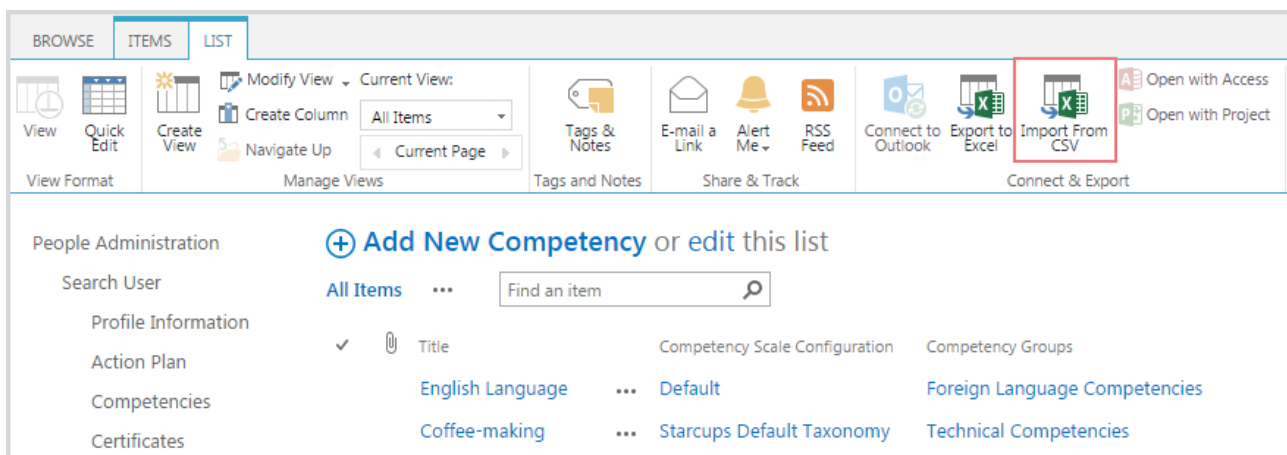 BROWSE ITEMS LIST
View
Quick Edit
View Format
Create View
Modify View
Create Column
Navigate Up
Current View:
All Items
Current Page
Manage Views
Tags & Notes
Tags and Notes
E-mail a Link
Alert Me
RSS Feed
Share & Track
Connect to Outlook
Export to Excel
Import From CSV
Open with Access
Open with Project
Connect & Export
People Administration
Search User
Profile Information
Action Plan
Competencies
Certificates
Add New Competency or edit this list
All Items ••• Find an item
Title Competency Scale Configuration Competency Groups
English Language ••• Default Foreign Language Competencies
Coffee-making ••• Starcups Default Taxonomy Technical Competencies